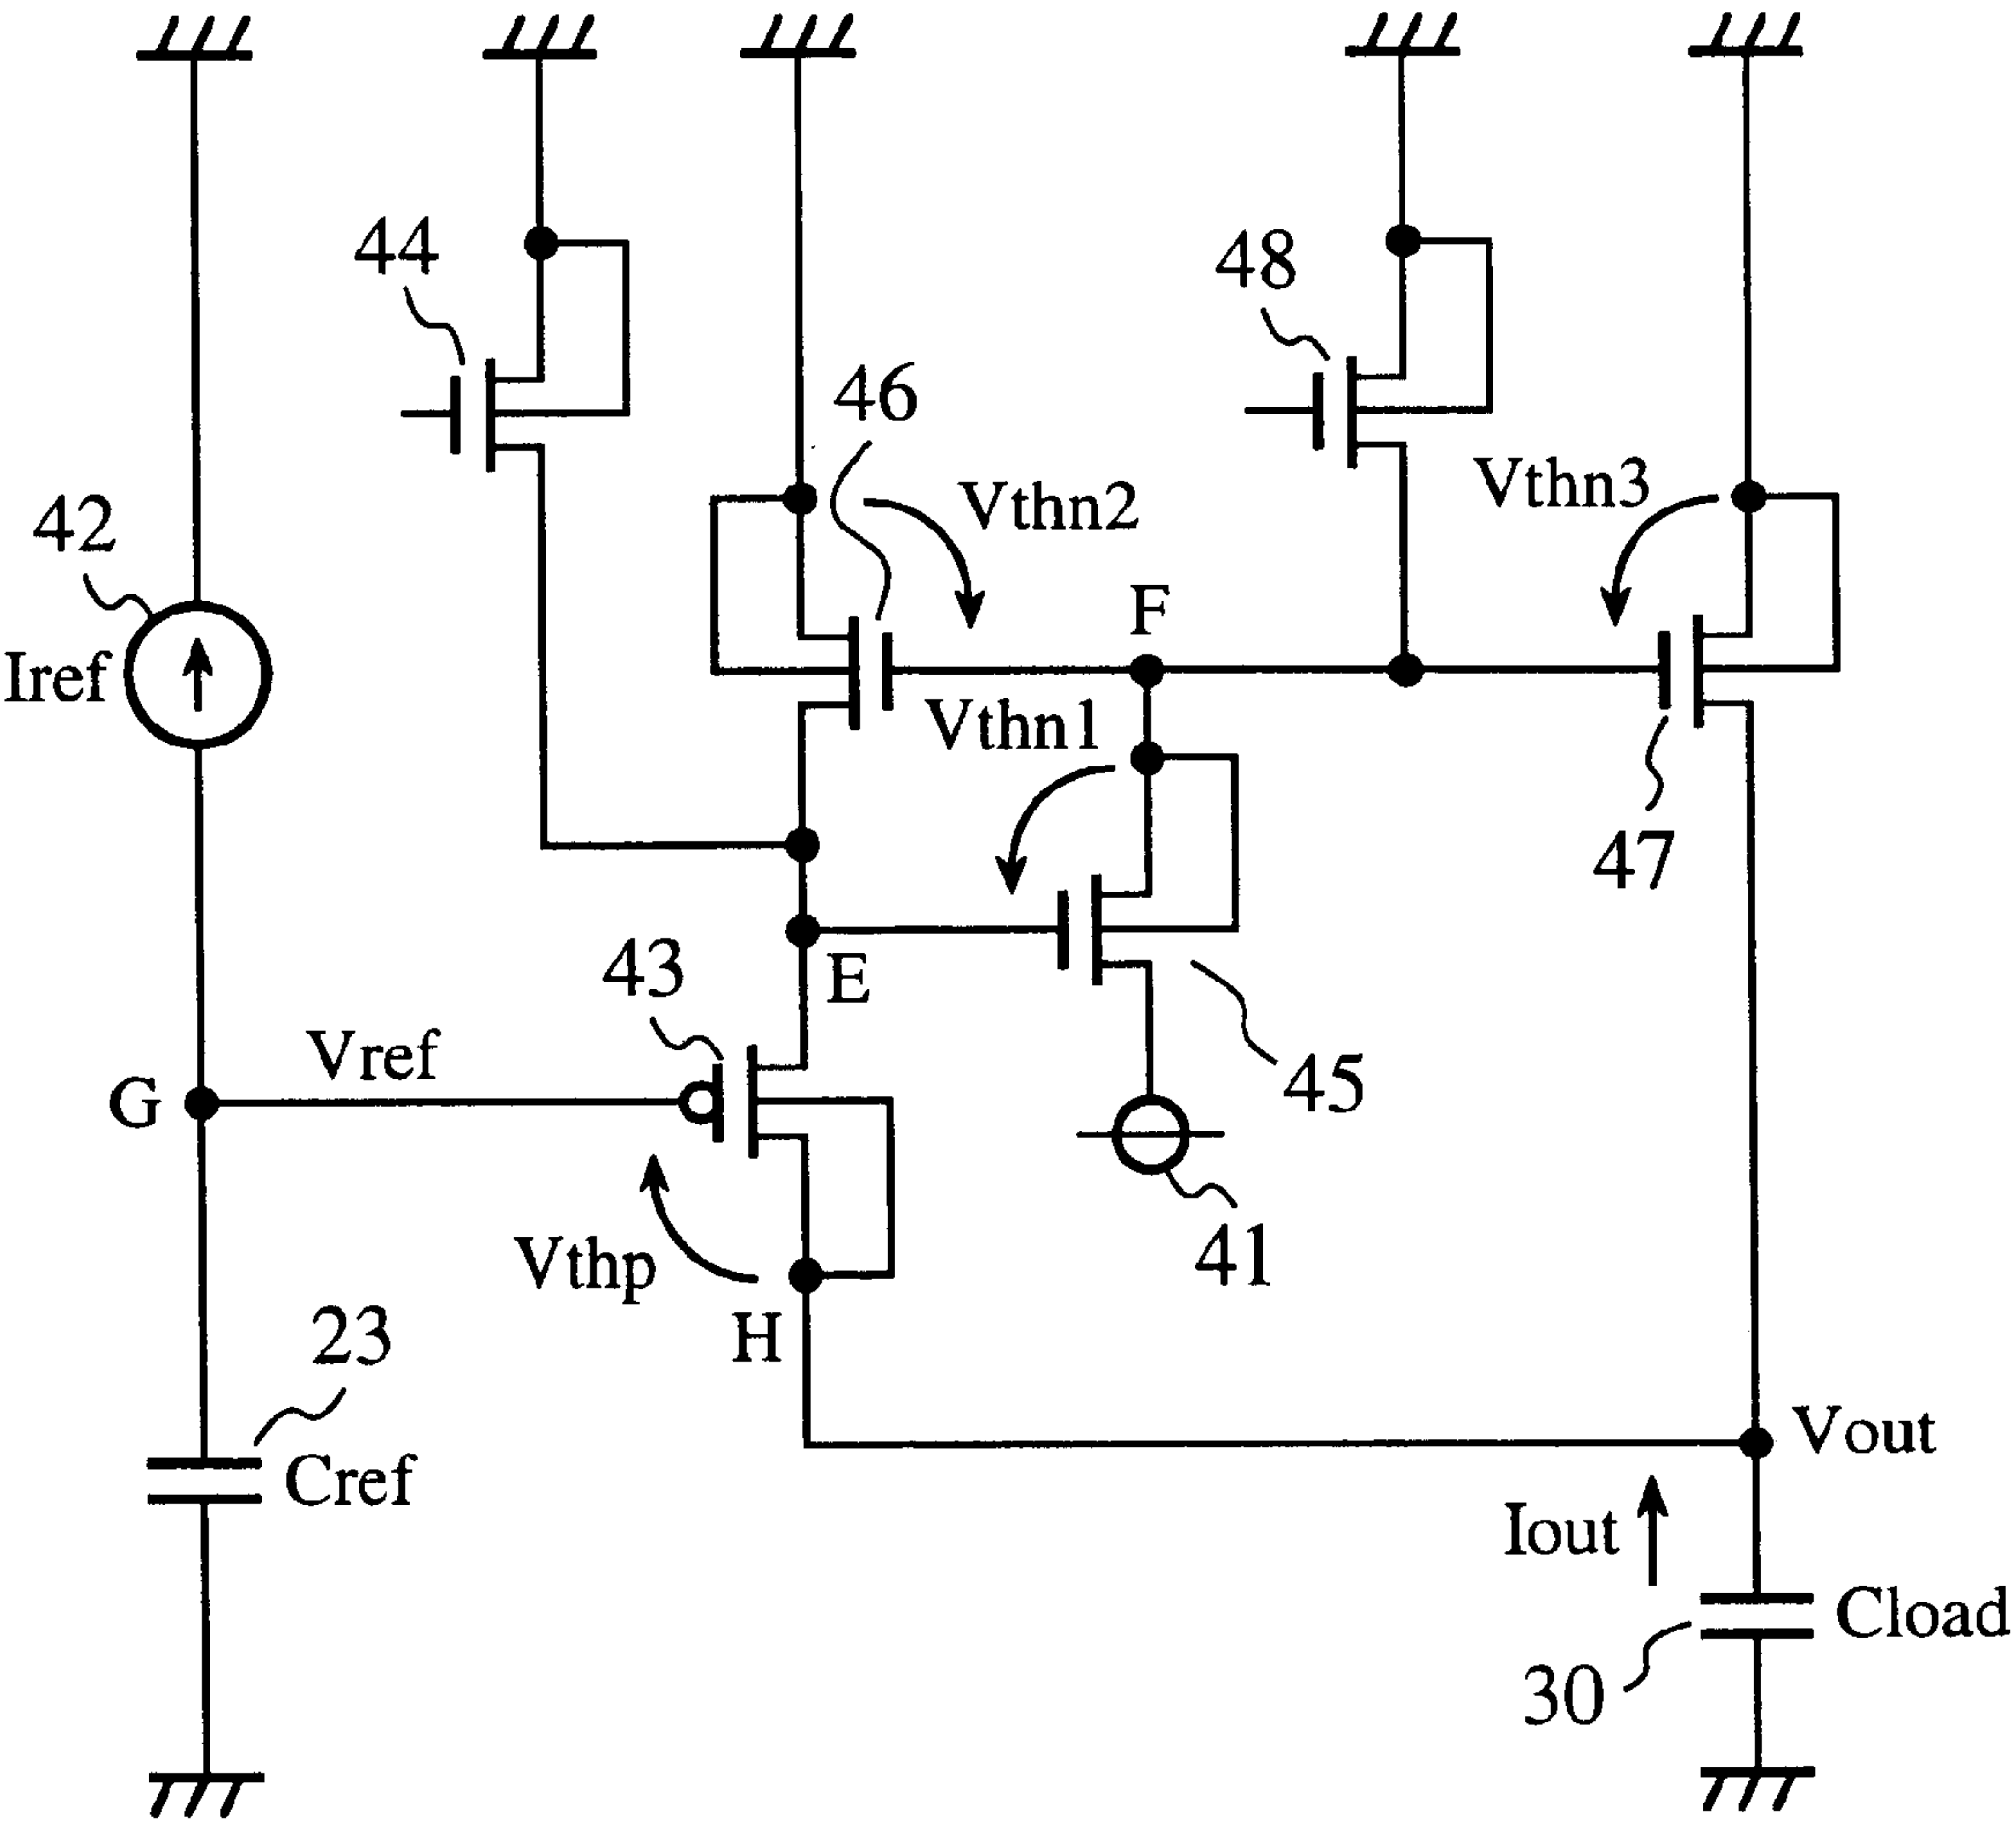 44
48
46
Vthn2
Vthn3
42
F
Iref
Vthn1
47
43
E
Vref
45
G
41
Vthp
23
H
Vout
Cref
Iout
Cload
30